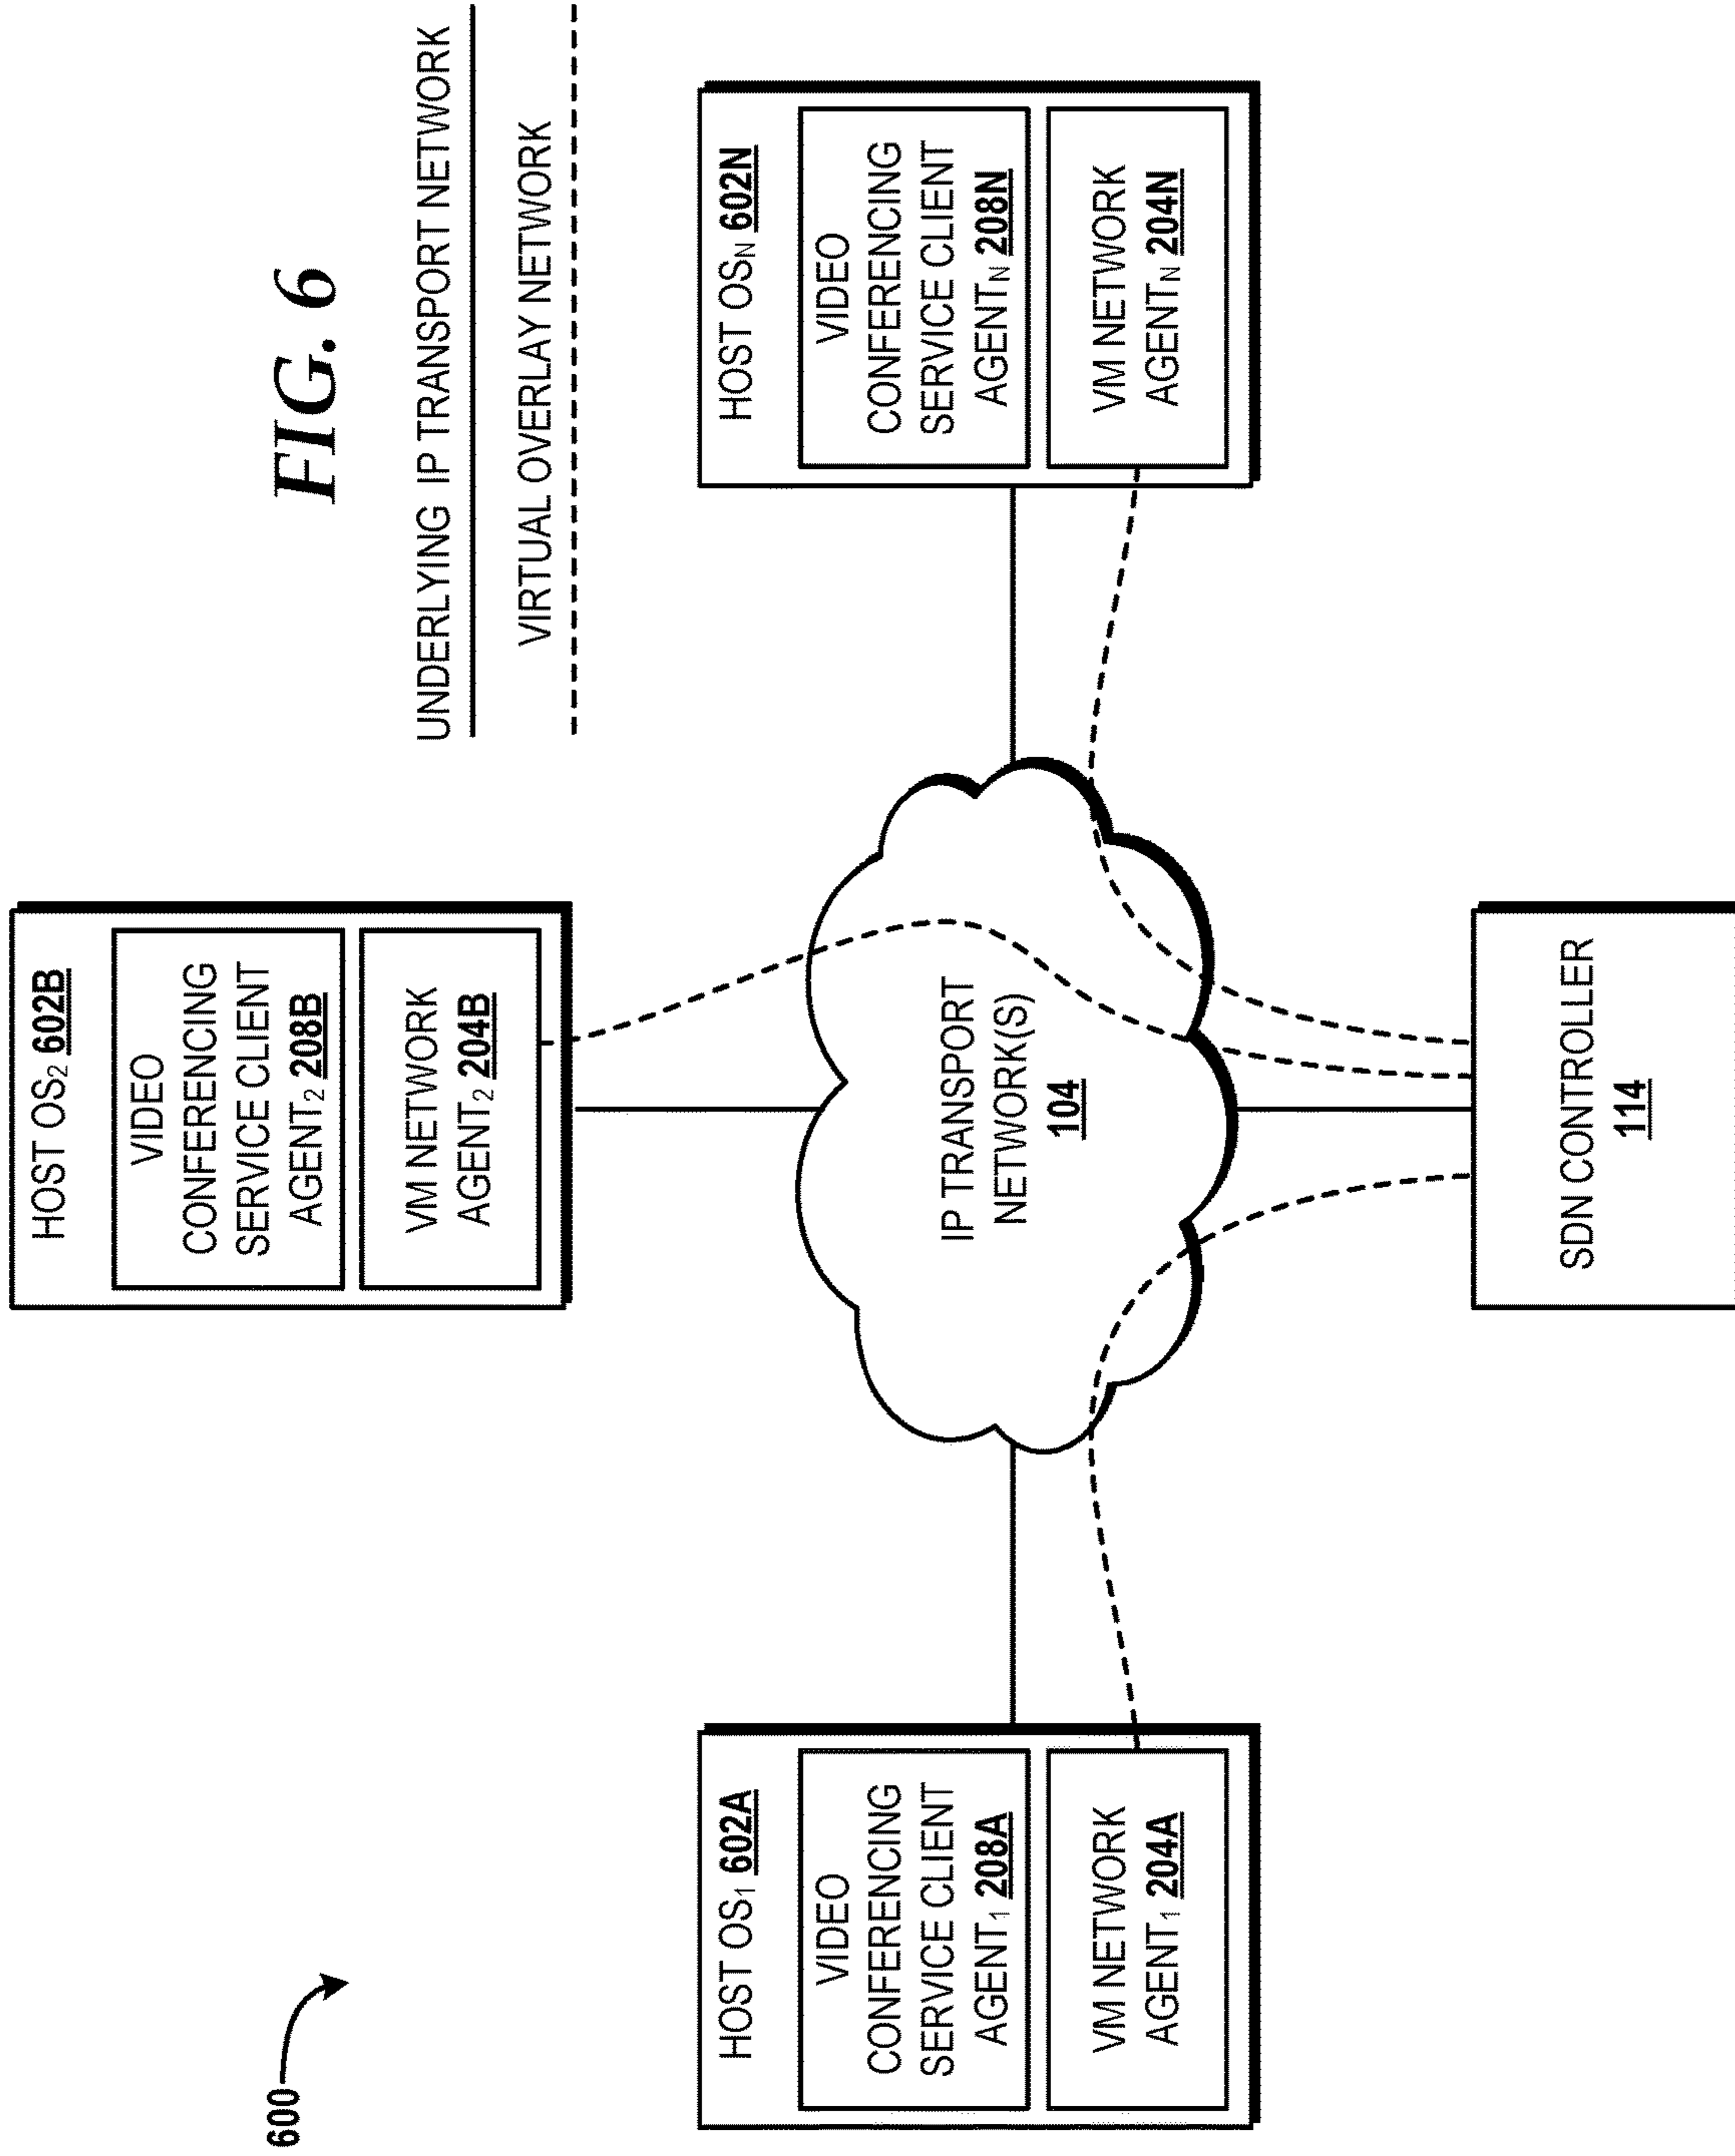 600
FIG. 6
UNDERLYING IP TRANSPORT NETWORK
VIRTUAL OVERLAY NETWORK
HOST OS₂ 602B
VIDEO
CONFERENCING
SERVICE CLIENT
AGENT₂ 208B
VM NETWORK
AGENT₂ 204B
HOST OS₁ 602A
VIDEO
CONFERENCING
SERVICE CLIENT
AGENT₁ 208A
VM NETWORK
AGENT₁ 204A
IP TRANSPORT
NETWORK(S)
104
HOST OSN 602N
VIDEO
CONFERENCING
SERVICE CLIENT
AGENTN 208N
VM NETWORK
AGENTN 204N
SDN CONTROLLER
114